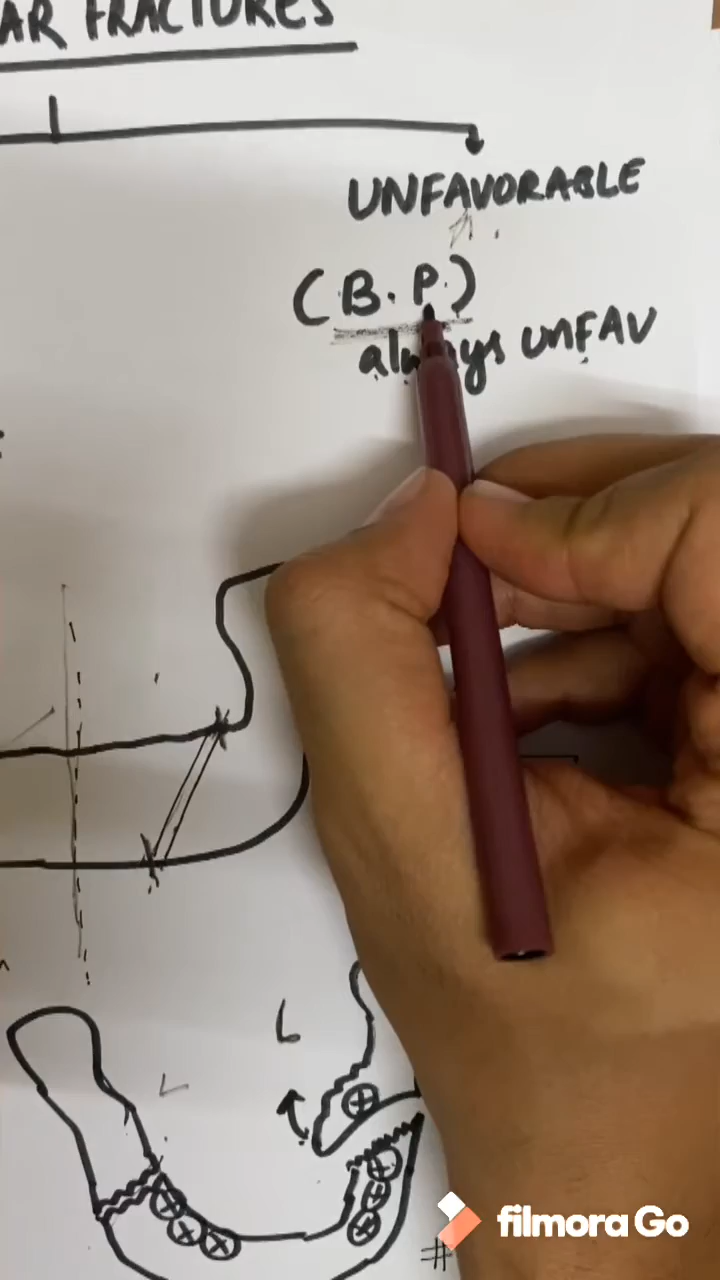 AR FRACTURES
UNFAVORABLE
(B.P.)
always UNFAV
L
#
filmora Go